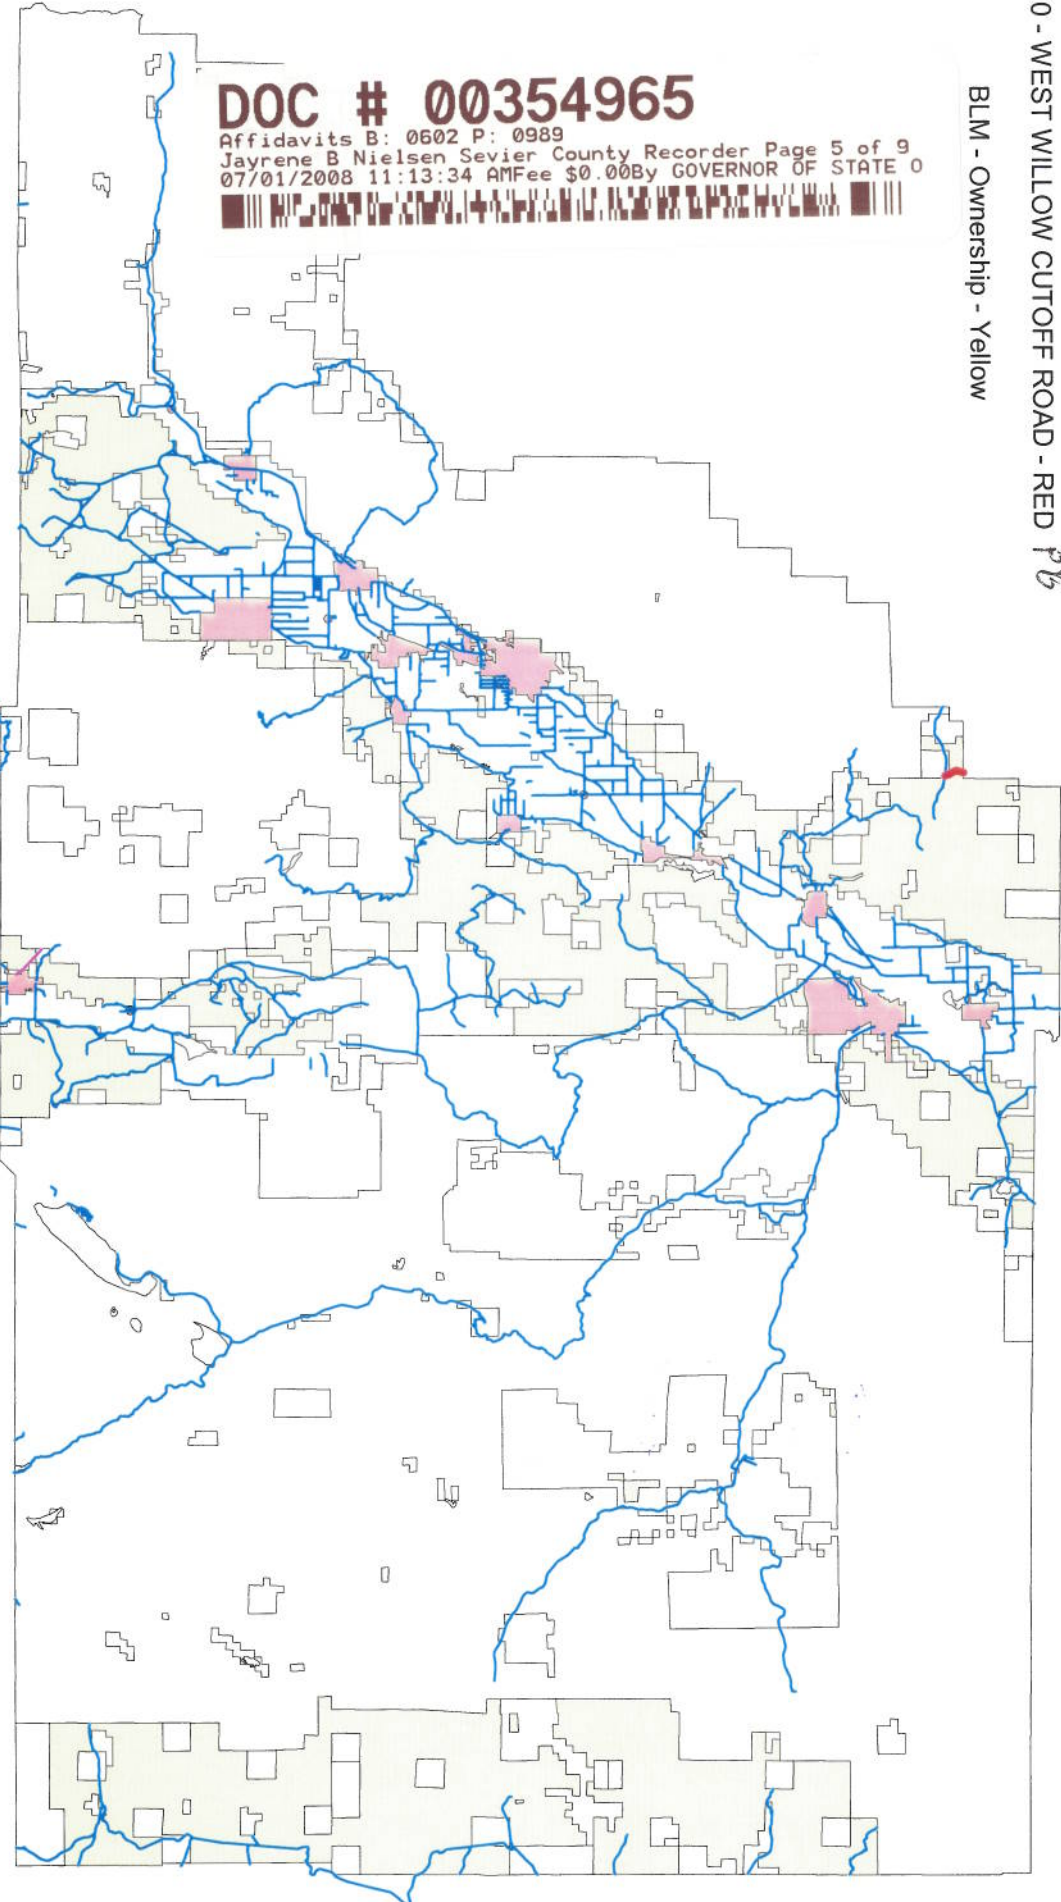 0 - WEST WILLOW CUTOFF ROAD - RED PB
BLM - Ownership - Yellow
DOC # 00354965
Affidavits B: 0602 P: 0989
Jayrene B Nielsen Sevier County Recorder Page 5 of 9
07/01/2008 11:13:34 AMFee $0.00By GOVERNOR OF STATE O